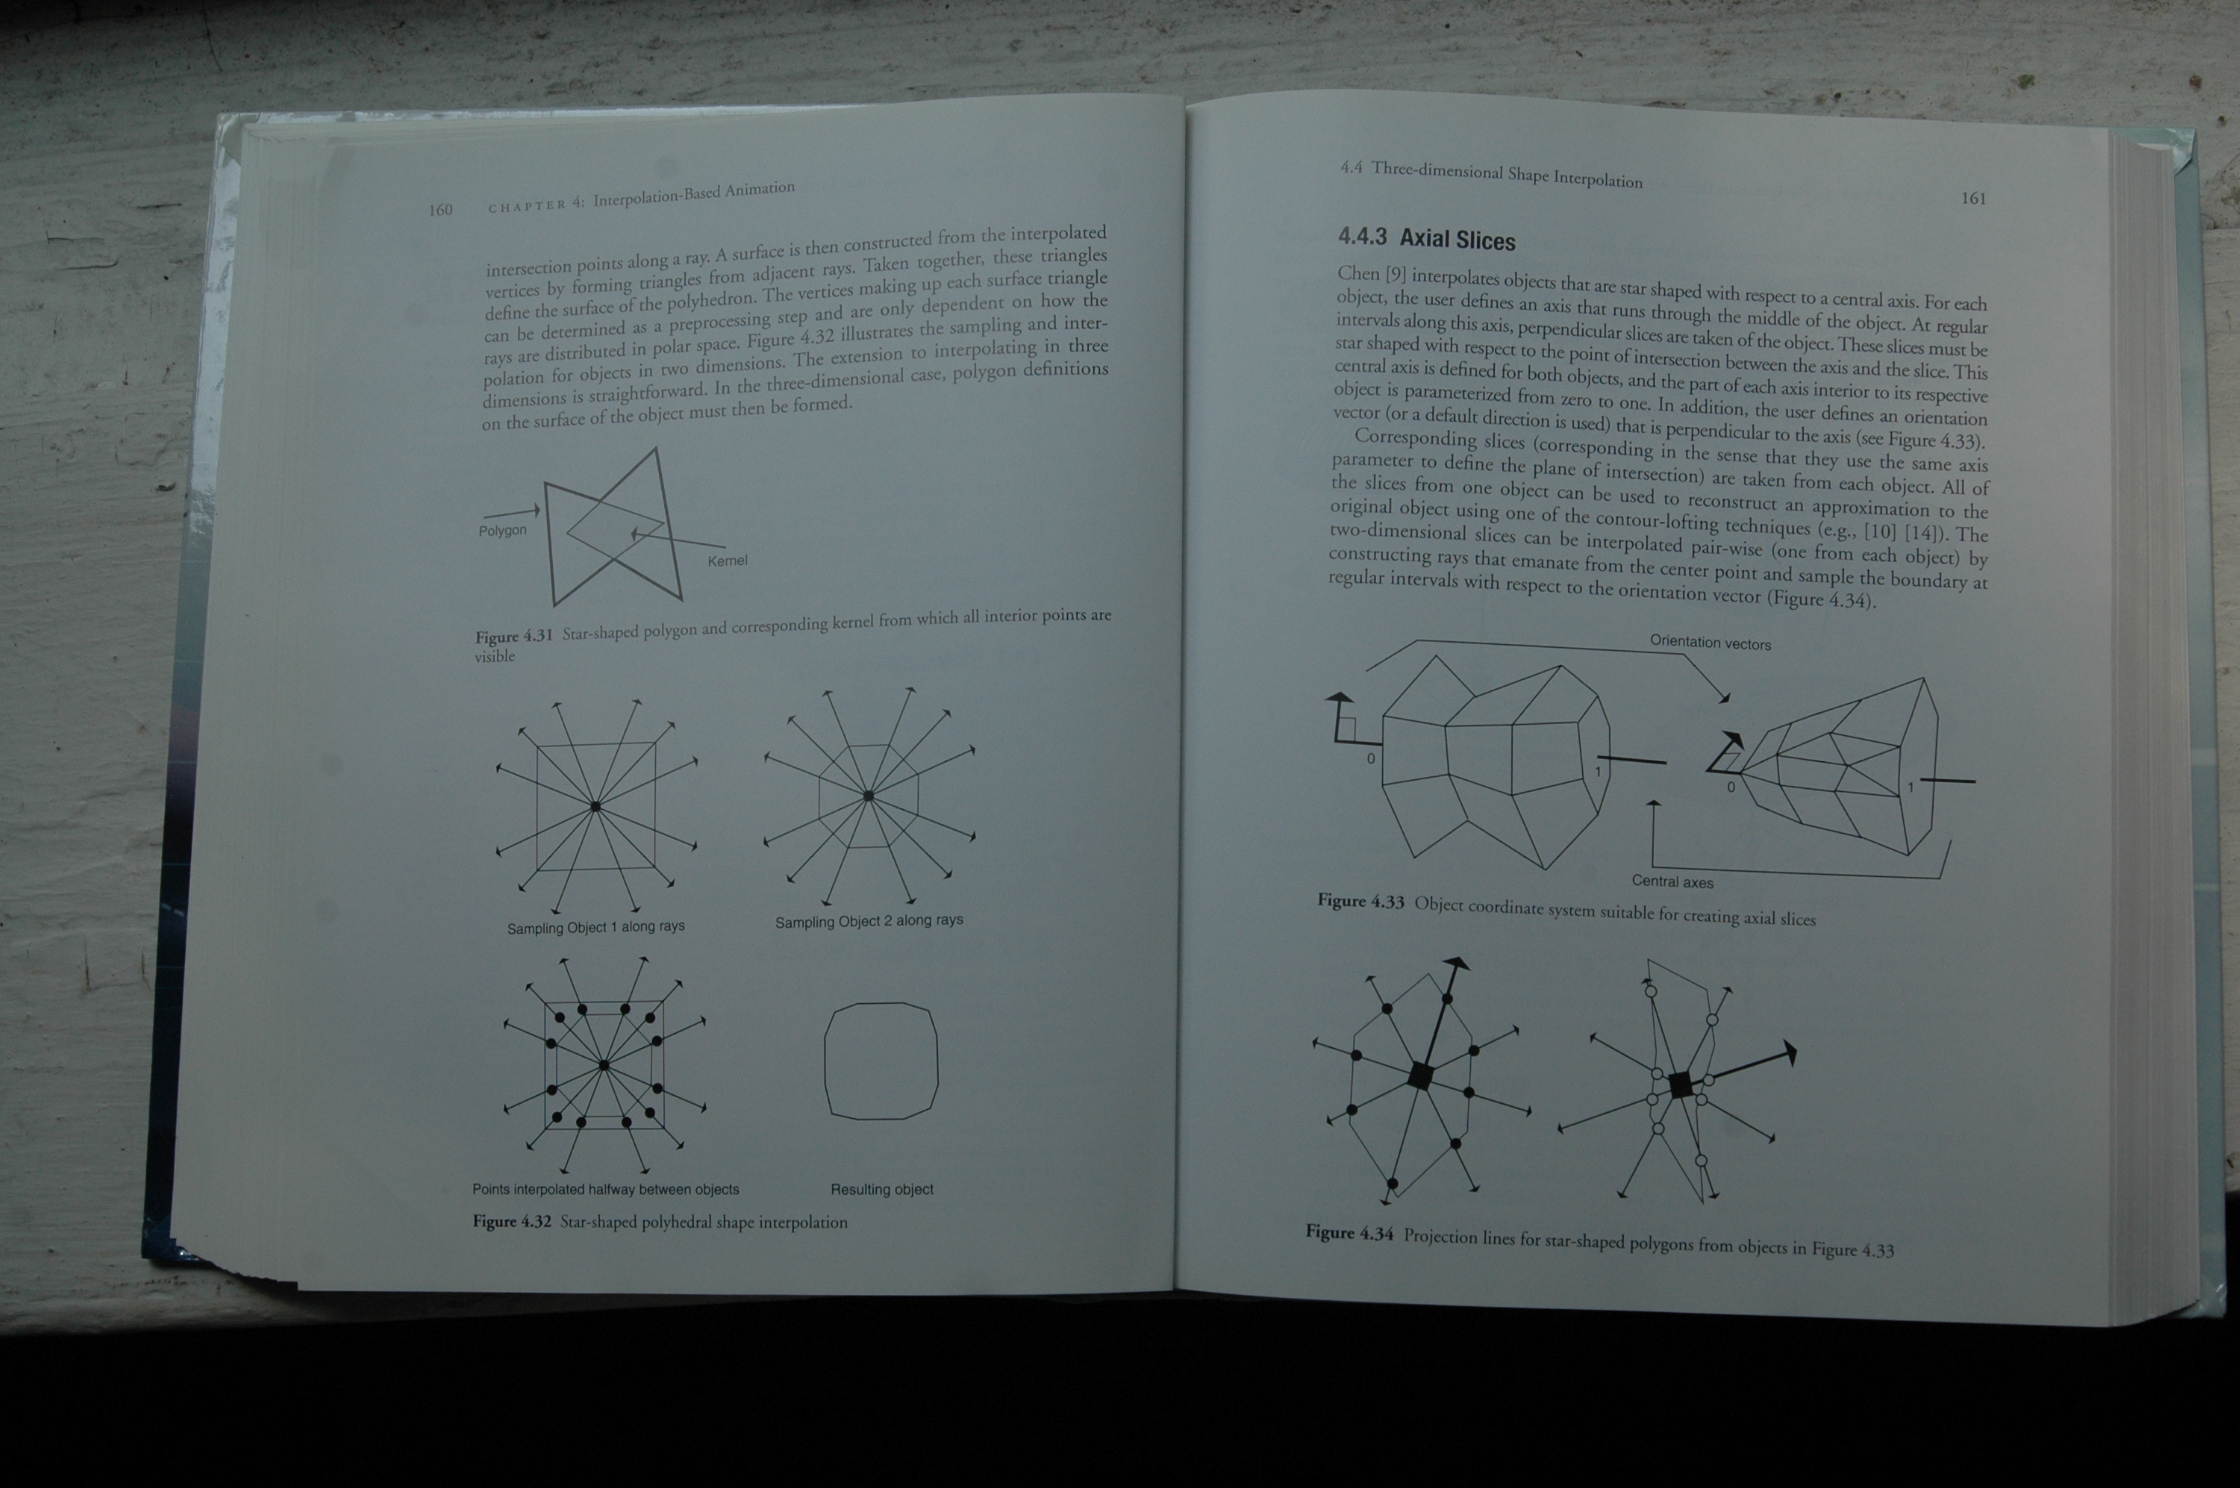 160 CHAPTER 4: Interpolation-Based Animation
intersection points along a ray. A surface is then constructed from the interpolated
vertices by forming triangles from adjacent rays. Taken together, these triangles
define the surface of the polyhedron. The vertices making up each surface triangle
can be determined as a preprocessing step and are only dependent on how the
rays are distributed in polar space. Figure 4.32 illustrates the sampling and inter-
polation for objects in two dimensions. The extension to interpolating in three
dimensions is straightforward. In the three-dimensional case, polygon definitions
on the surface of the object must then be formed.
Polygon
Kernel
Figure 4.31 Star-shaped polygon and corresponding kernel from which all interior points are
visible
Sampling Object 1 along rays
Sampling Object 2 along rays
Points interpolated halfway between objects
Resulting object
Figure 4.32 Star-shaped polyhedral shape interpolation
4.4 Three-dimensional Shape Interpolation
161
4.4.3 Axial Slices
Chen [9] interpolates objects that are star shaped with respect to a central axis. For each
object, the user defines an axis that runs through the middle of the object. At regular
intervals along this axis, perpendicular slices are taken of the object. These slices must be
star shaped with respect to the point of intersection between the axis and the slice. This
central axis is defined for both objects, and the part of each axis interior to its respective
object is parameterized from zero to one. In addition, the user defines an orientation
vector (or a default direction is used) that is perpendicular to the axis (see Figure 4.33).
Corresponding slices (corresponding in the sense that they use the same axis
parameter to define the plane of intersection) are taken from each object. All of
the slices from one object can be used to reconstruct an approximation to the
original object using one of the contour-lofting techniques (e.g., [10] [14]). The
two-dimensional slices can be interpolated pair-wise (one from each object) by
constructing rays that emanate from the center point and sample the boundary at
regular intervals with respect to the orientation vector (Figure 4.34).
Orientation vectors
0
1
0
1
Central axes
Figure 4.33 Object coordinate system suitable for creating axial slices
Figure 4.34 Projection lines for star-shaped polygons from objects in Figure 4.33